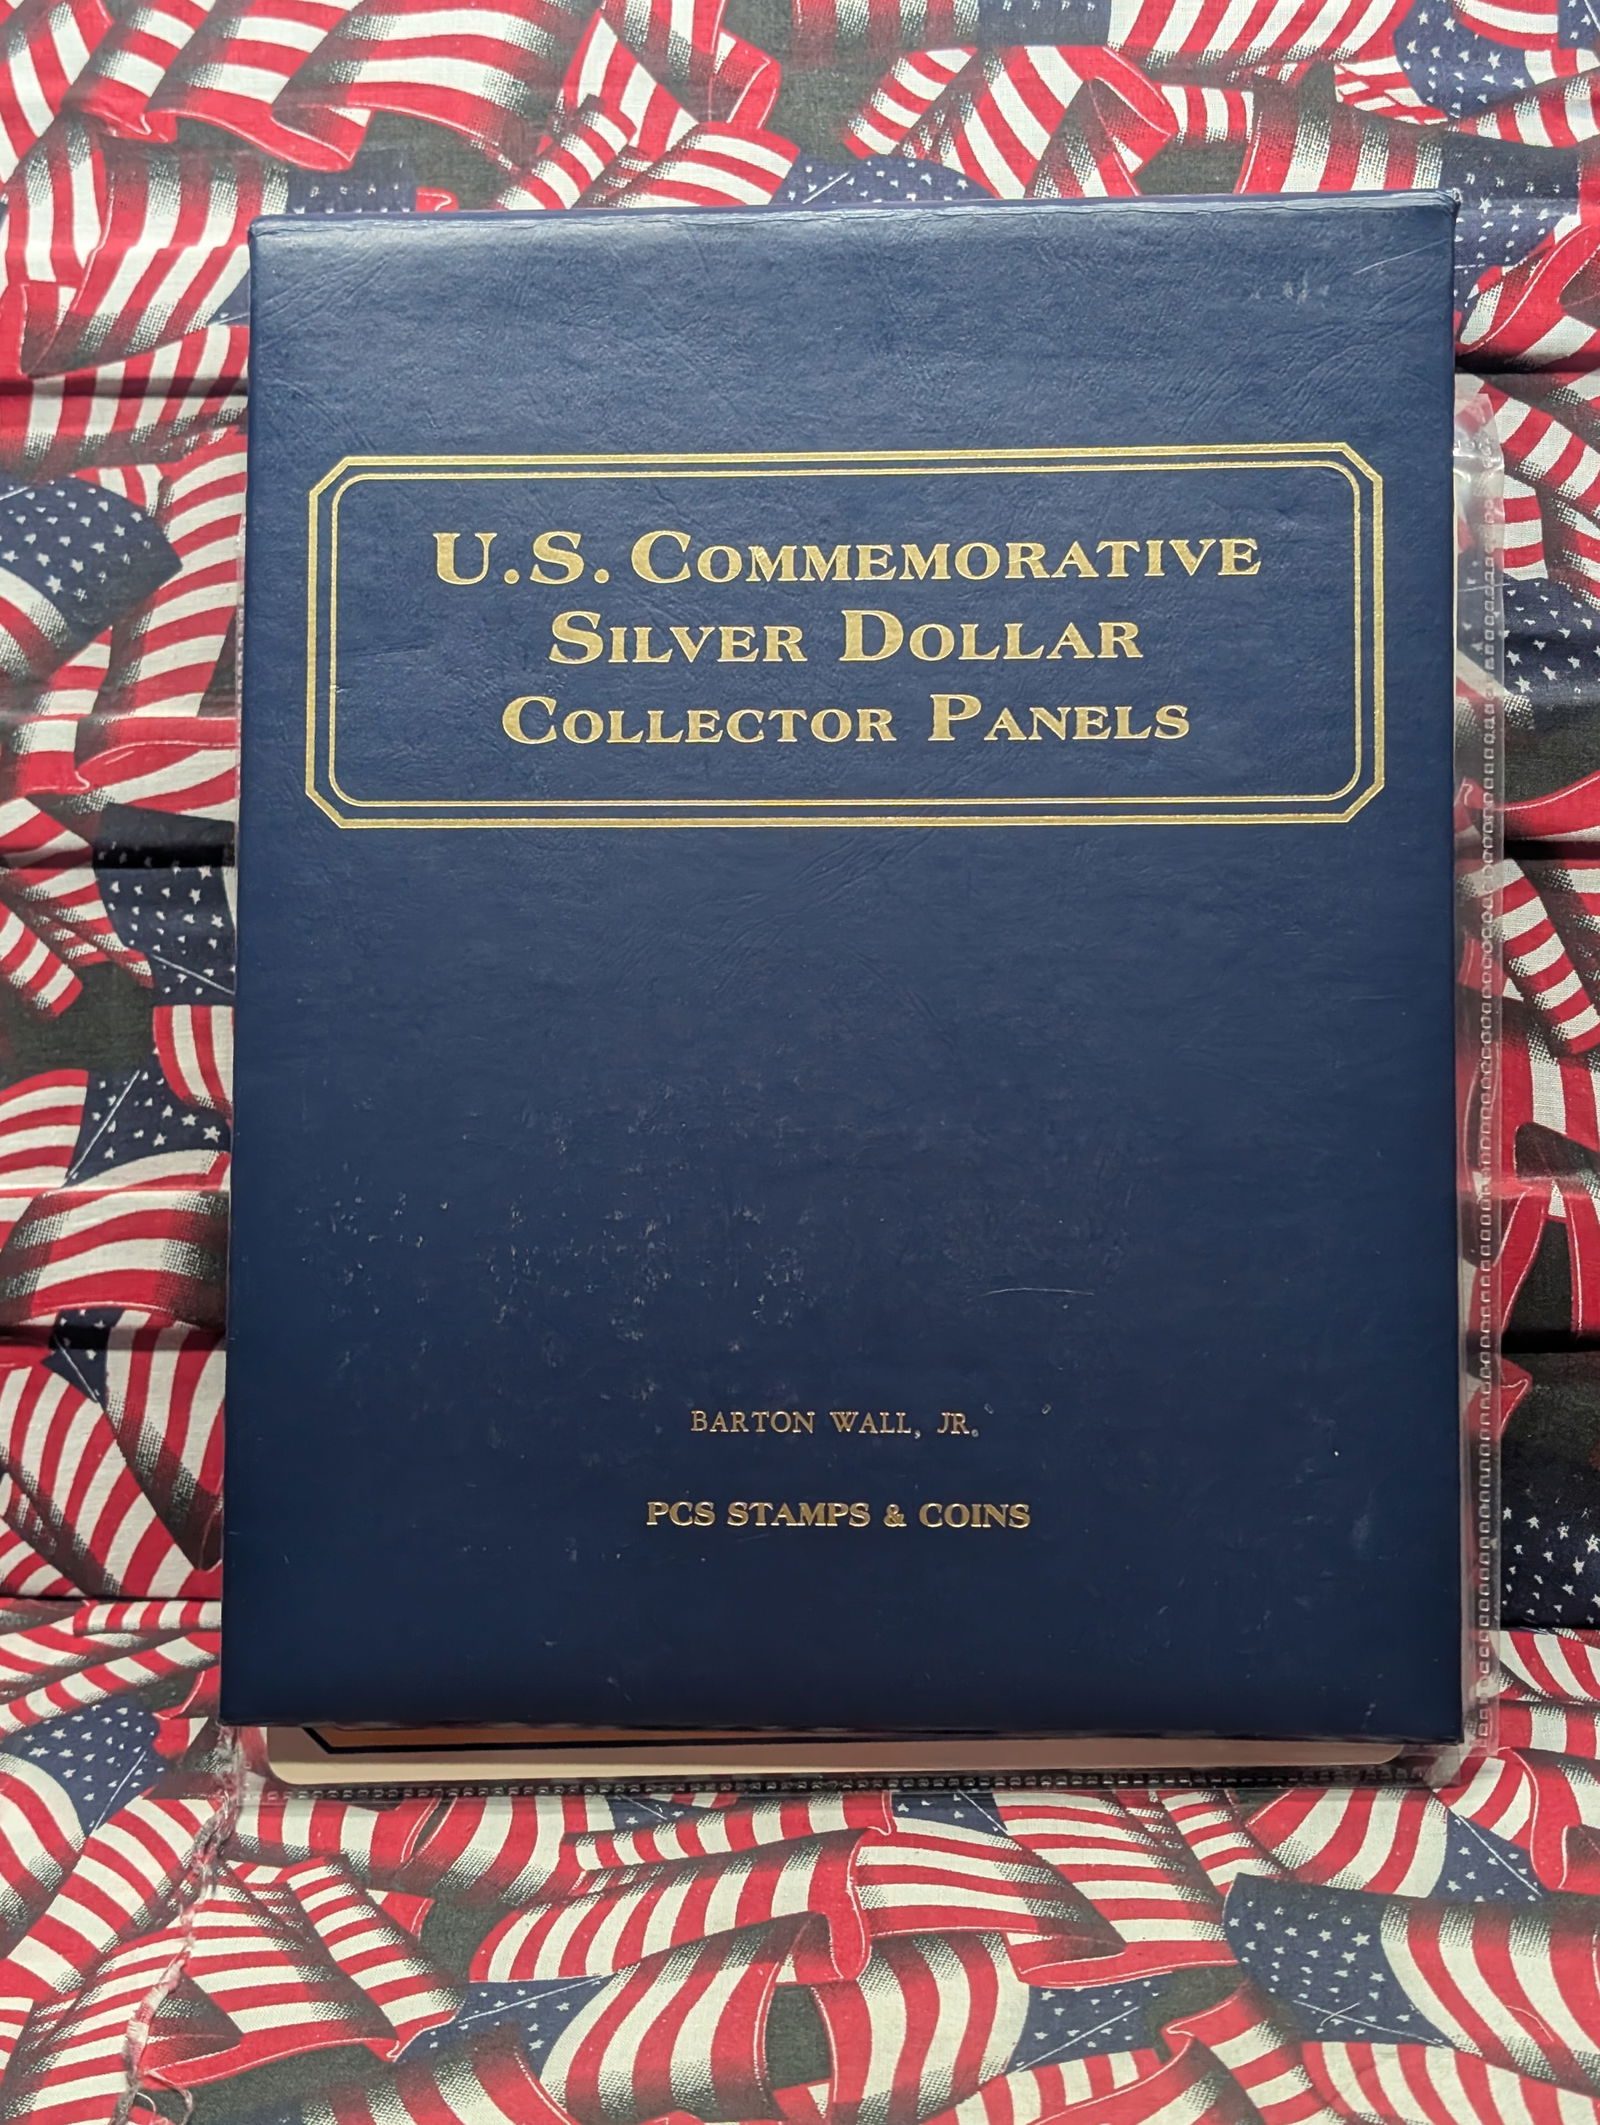 U.S. COMMEMORATIVE
SILVER DOLLAR
COLLECTOR PANELS
BARTON WALL, JR.
PCS STAMPS & COINS